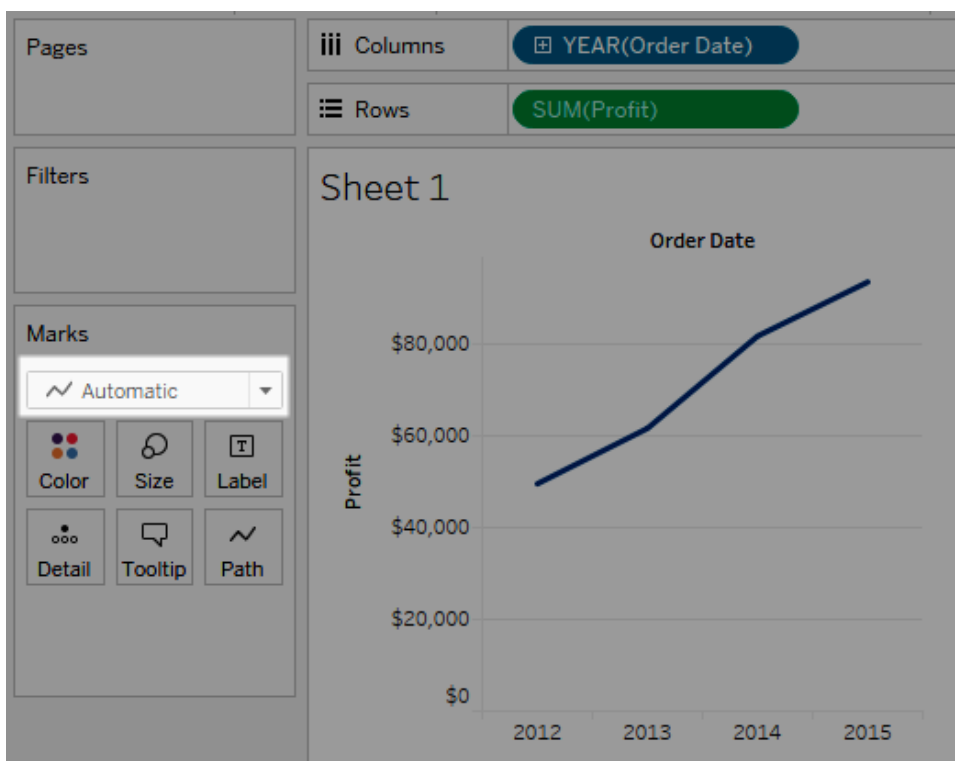 Pages
Columns
YEAR(Order Date)
Rows
SUM(Profit)
Filters
Sheet 1
Order Date
Marks
Automatic
Color
Size
Label
Detail
Tooltip
Path
Profit
$80,000
$60,000
$40,000
$20,000
$0
2012 2013 2014 2015